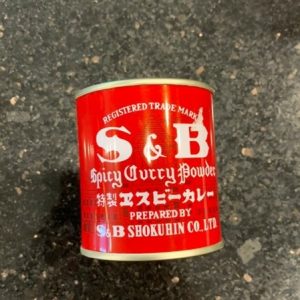 REGISTERED TRADE MARK
S & B
Spicy Curry Powder
特製 ヱスビーカレー
PREPARED BY
S&B SHOKUHIN CO., LTD.